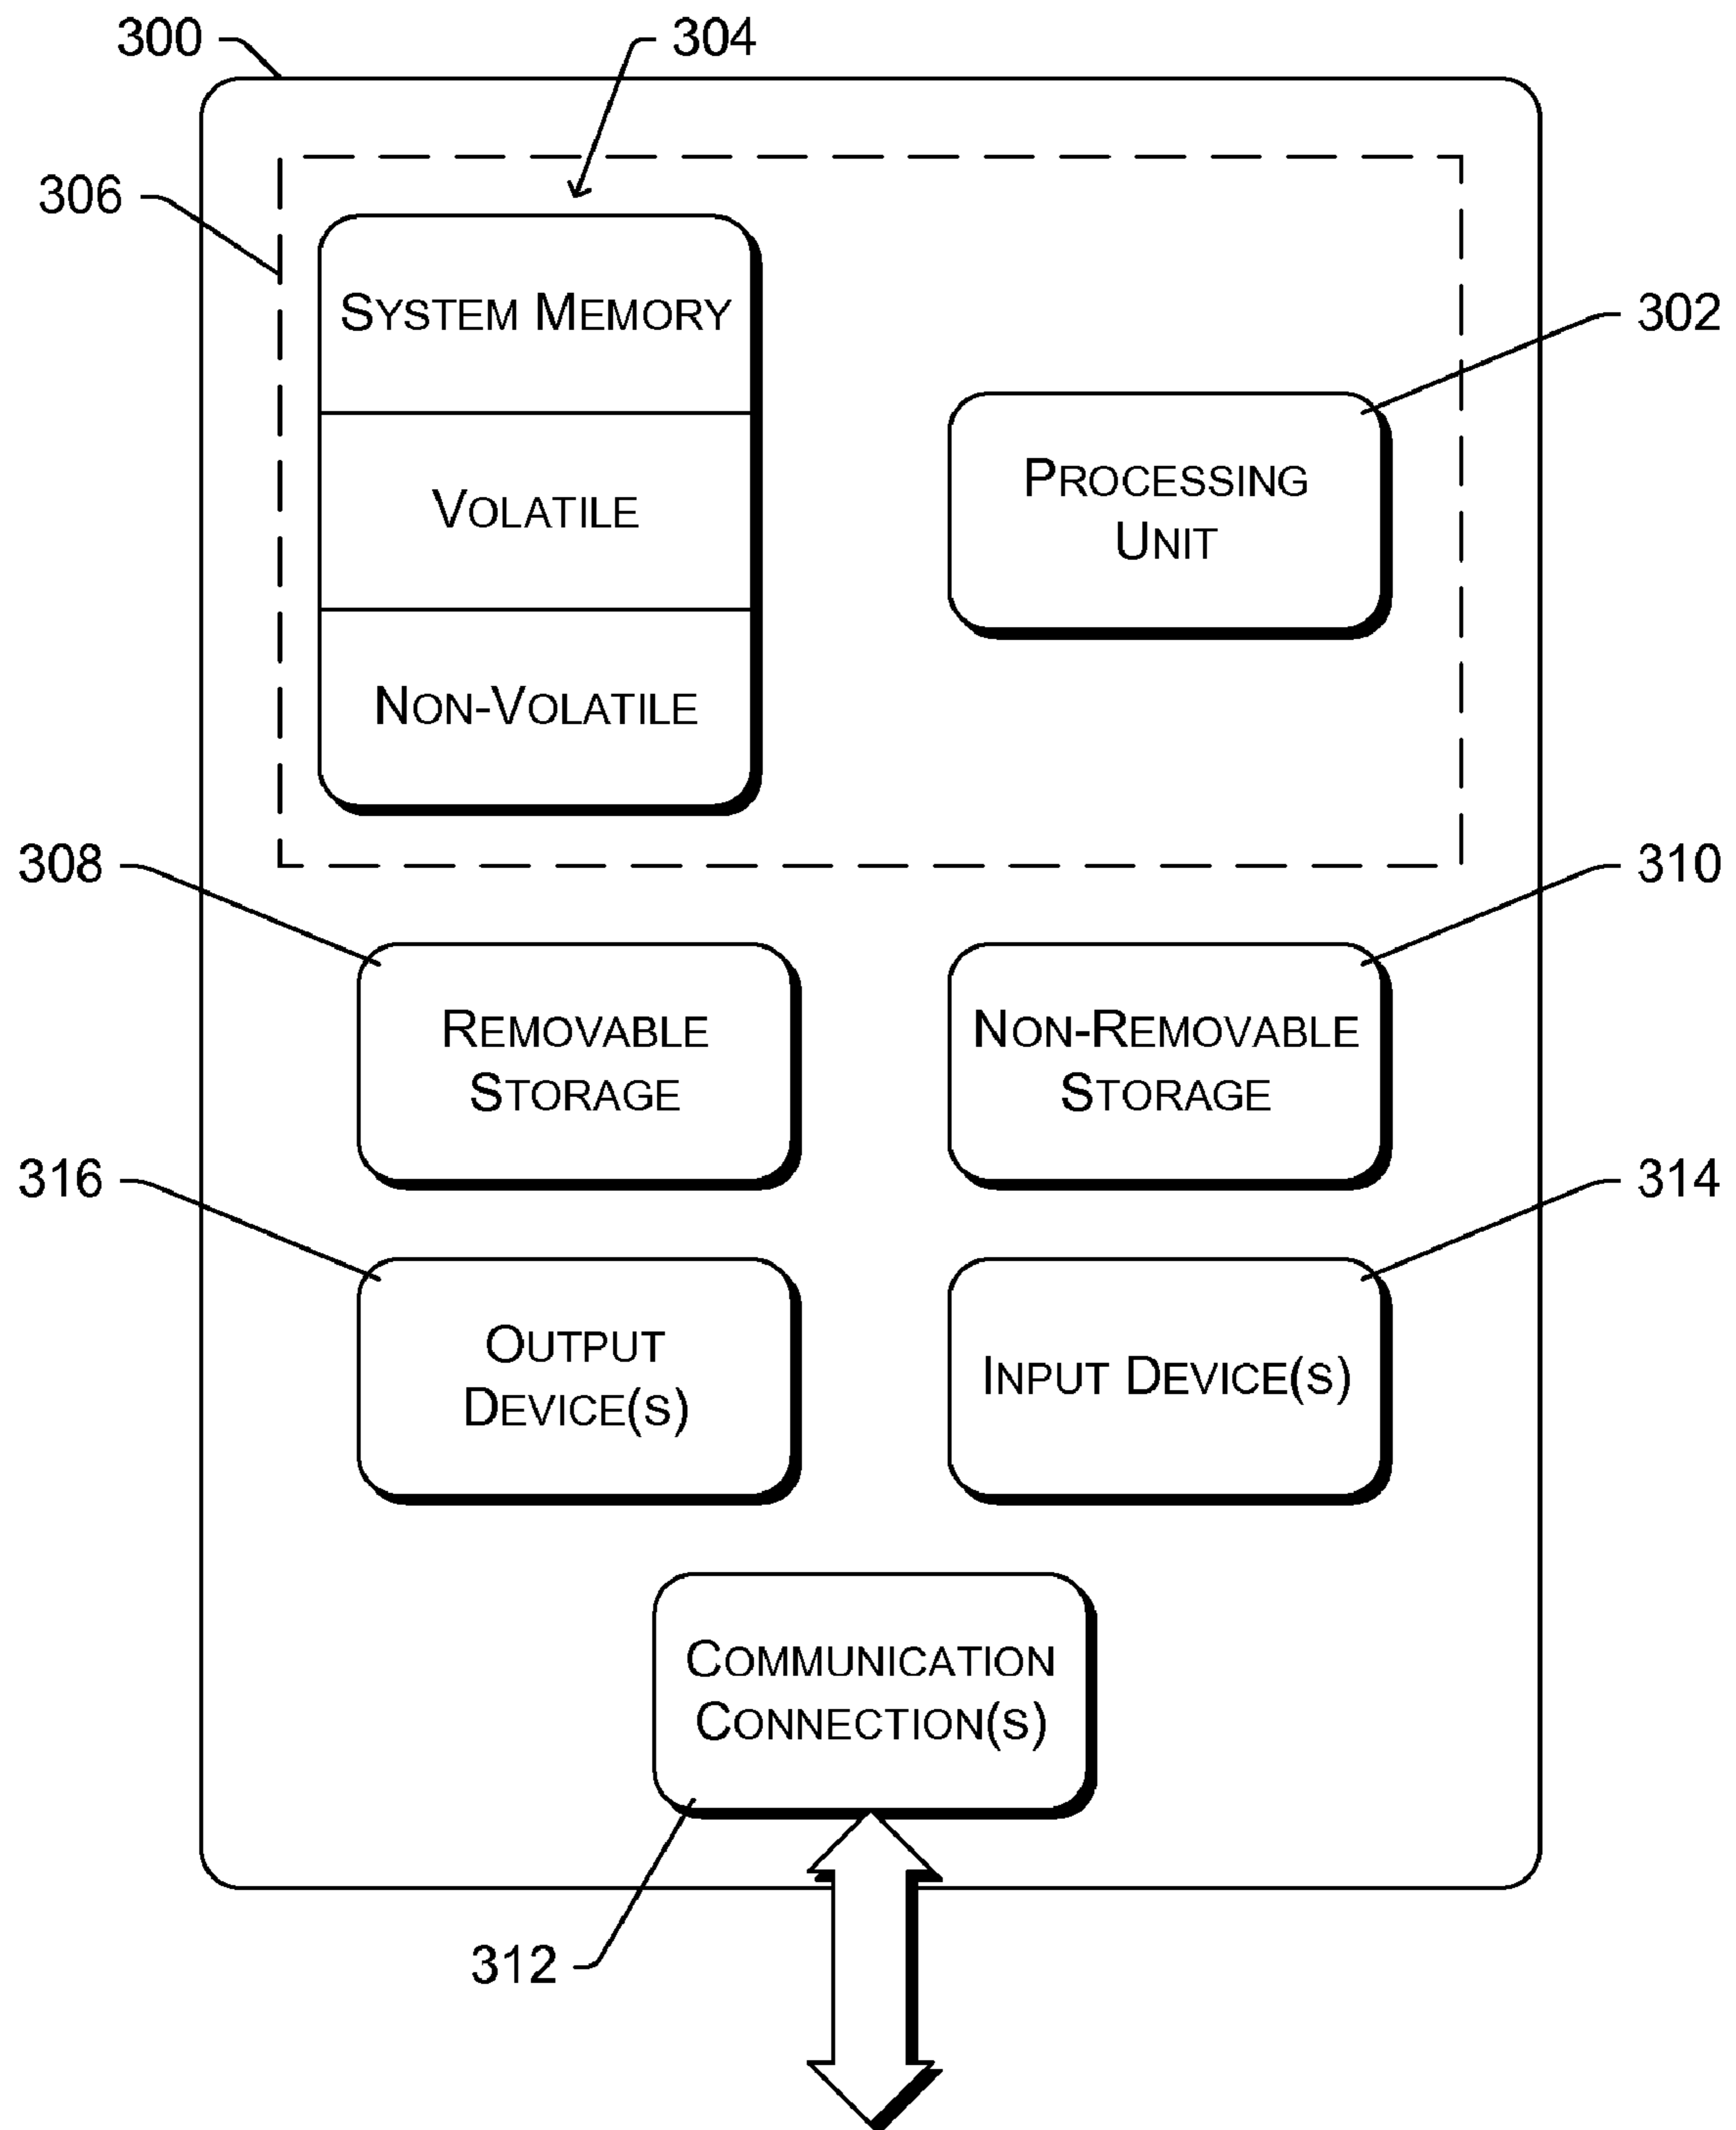 300
304
306
SYSTEM MEMORY
302
VOLATILE
PROCESSING
UNIT
NON-VOLATILE
308
310
REMOVABLE
STORAGE
NON-REMOVABLE
STORAGE
316
314
OUTPUT
DEVICE(S)
INPUT DEVICE(S)
COMMUNICATION
CONNECTION(S)
312